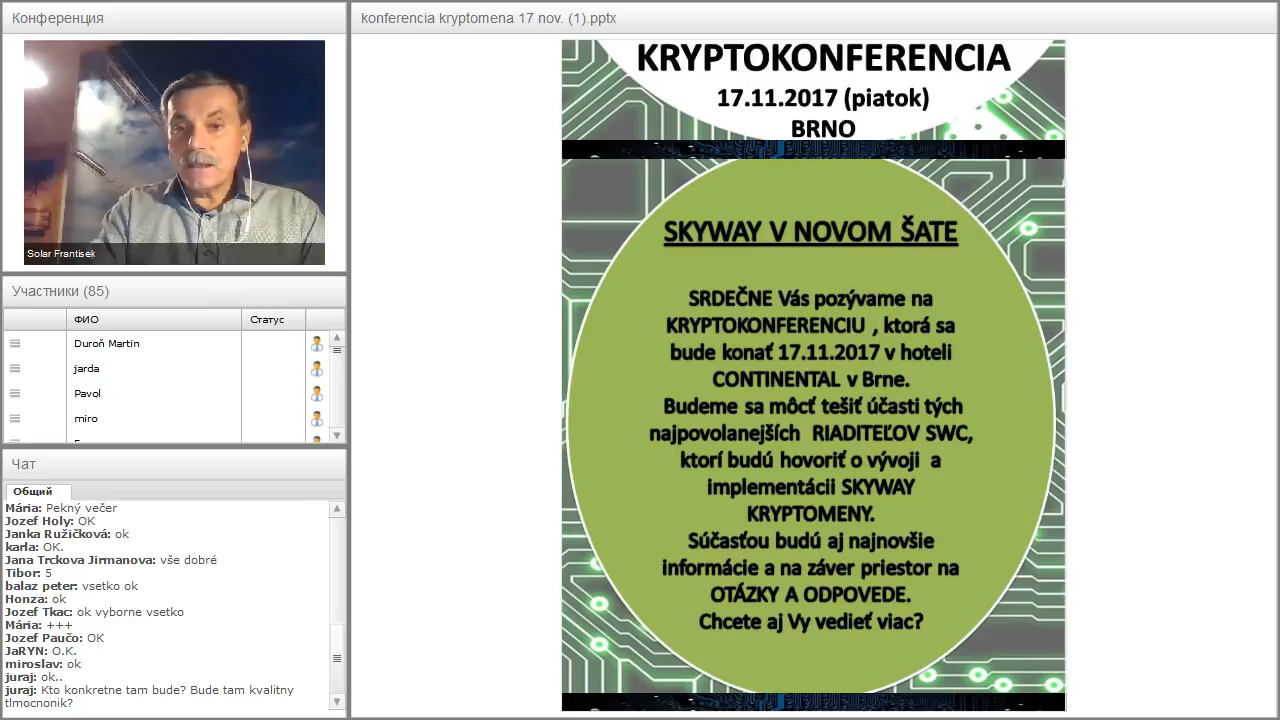 Конференция
Solar Frantisek
Участники (85)
ФИО
Статус
Adamčo Martin
jarda
Pavol
miro
Чат
Общий
Mária: Pekný večer
Jozef Holy: OK
Janka Ružičková: ok
karla: OK.
Jana Trckova Jirmanova: vše dobré
Tibor: 5
balaz peter: vsetko ok
Honza: ok
Jozef Tkac: ok vyborne vsetko
Mária: +++
Jozef Paučo: OK
JaRYN: O.K.
miroslav: 5
juraj: ok.
juraj: Kto konkretne tam bude? Bude tam konkretny
konferencia kryptomena 17 nov. (1).pptx
KRYPTOKONFERENCIA
17.11.2017 (piatok)
BRNO
SKYWAY V NOVOM ŠATE
SRDEČNE Vás pozývame na
KRYPTOKONFERENCIU , ktorá sa
bude konať 17.11.2017 v hoteli
CONTINENTAL v Brne.
Budeme sa môcť tešiť účasti tých
najpovolanejších RIADITEĽOV SWC,
ktorí budú hovoriť o vývoji a
implementácii SKYWAY
KRYPTOMENY.
Súčasťou budú aj najnovšie
informácie a na záver priestor na
OTÁZKY A ODPOVEDE.
Chcete aj Vy vedieť viac?